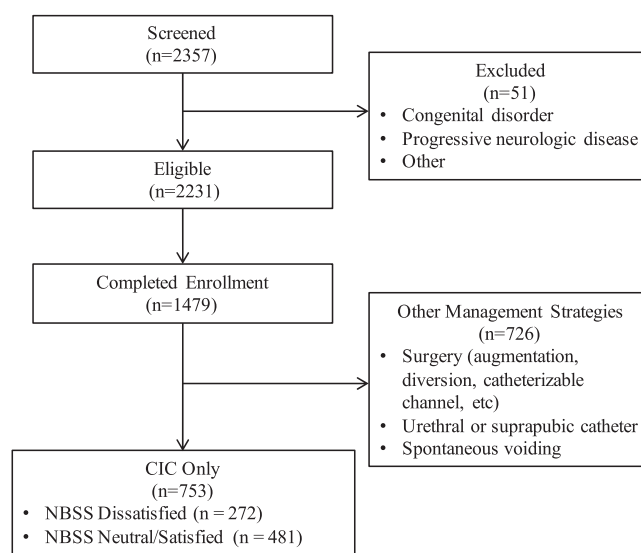 Screened
(n=2357)
Excluded
(n=51)
• Congenital disorder
• Progressive neurologic disease
• Other
Eligible
(n=2231)
Completed Enrollment
(n=1479)
Other Management Strategies
(n=726)
• Surgery (augmentation,
diversion, catheterizable
channel, etc)
• Urethral or suprapubic catheter
• Spontaneous voiding
CIC Only
(n=753)
• NBSS Dissatisfied (n = 272)
• NBSS Neutral/Satisfied (n = 481)